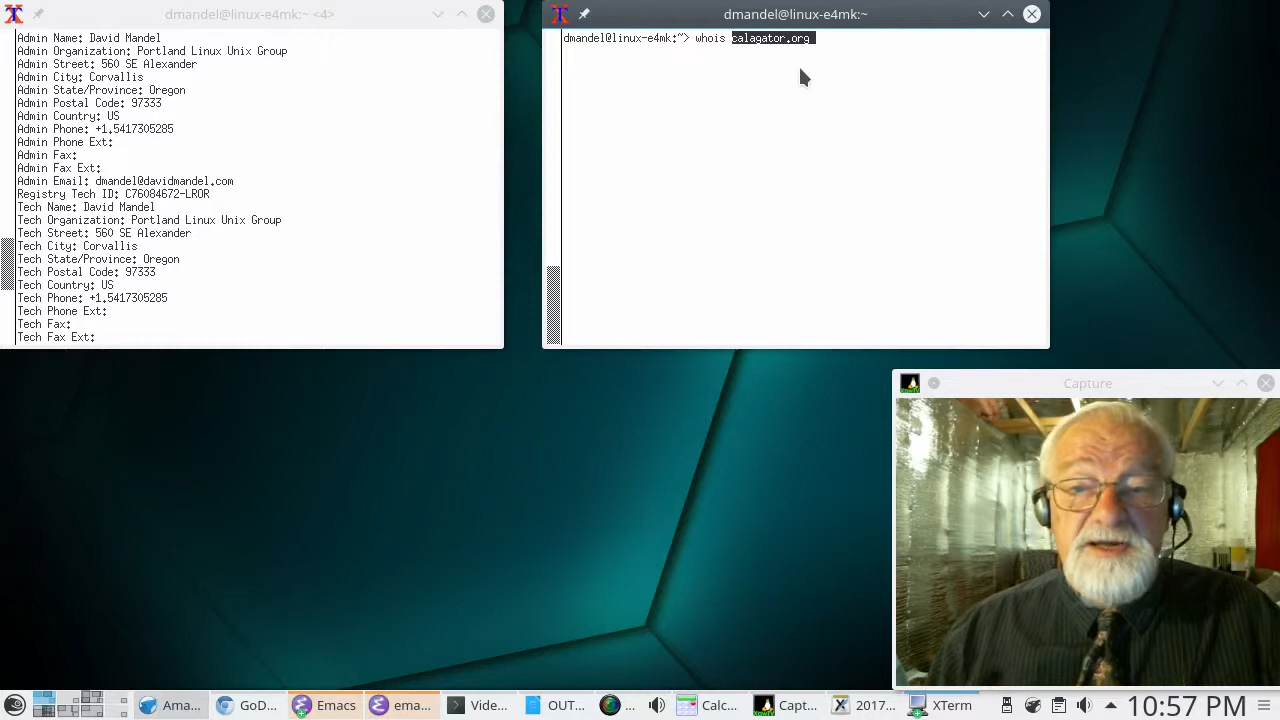 dmandel@linux-e4mk:~ <4>
Admin Name: David Mandel
Admin Organization: Portland Linux Unix Group
Admin Street: 560 SE Alexander
Admin City: Corvallis
Admin State/Province: Oregon
Admin Postal Code: 97333
Admin Country: US
Admin Phone: +1.5417305285
Admin Phone Ext:
Admin Fax:
Admin Fax Ext:
Admin Email: dmandel@davidmandel.com
Registry Tech ID: C76084672-LROR
Tech Name: David Mandel
Tech Organization: Portland Linux Unix Group
Tech Street: 560 SE Alexander
Tech City: Corvallis
Tech State/Province: Oregon
Tech Postal Code: 97333
Tech Country: US
Tech Phone: +1.5417305285
Tech Phone Ext:
Tech Fax:
Tech Fax Ext:
dmandel@linux-e4mk:~
dmandel@linux-e4mk:~> whois calagator.org
Capture
Ama...
GoD...
Emacs
ema...
Vide...
OUT...
...
Calc...
Capt...
2017...
XTerm
10:57 PM